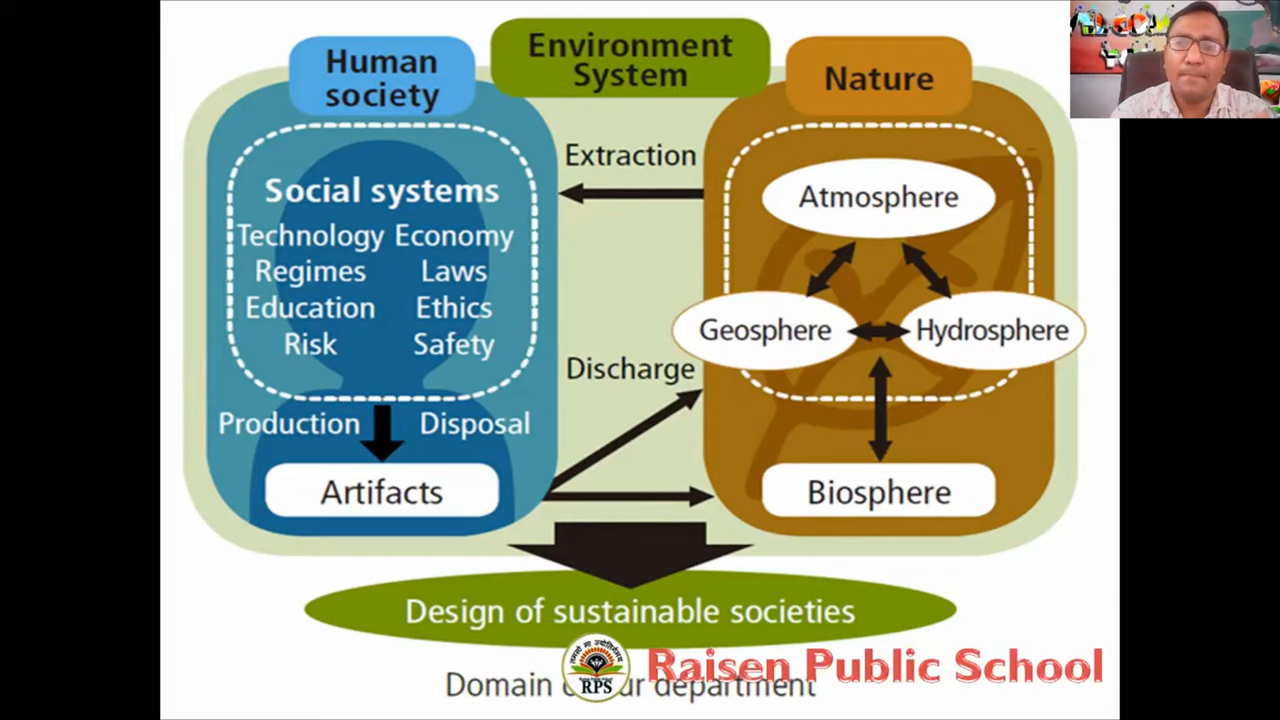 Environment
System
Human
society
Nature
Social systems
Technology Economy
Regimes Laws
Education Ethics
Risk Safety
Production Disposal
Artifacts
Extraction
Discharge
Atmosphere
Geosphere
Hydrosphere
Biosphere
Design of sustainable societies
RPS
Raisen Public School
Domain department